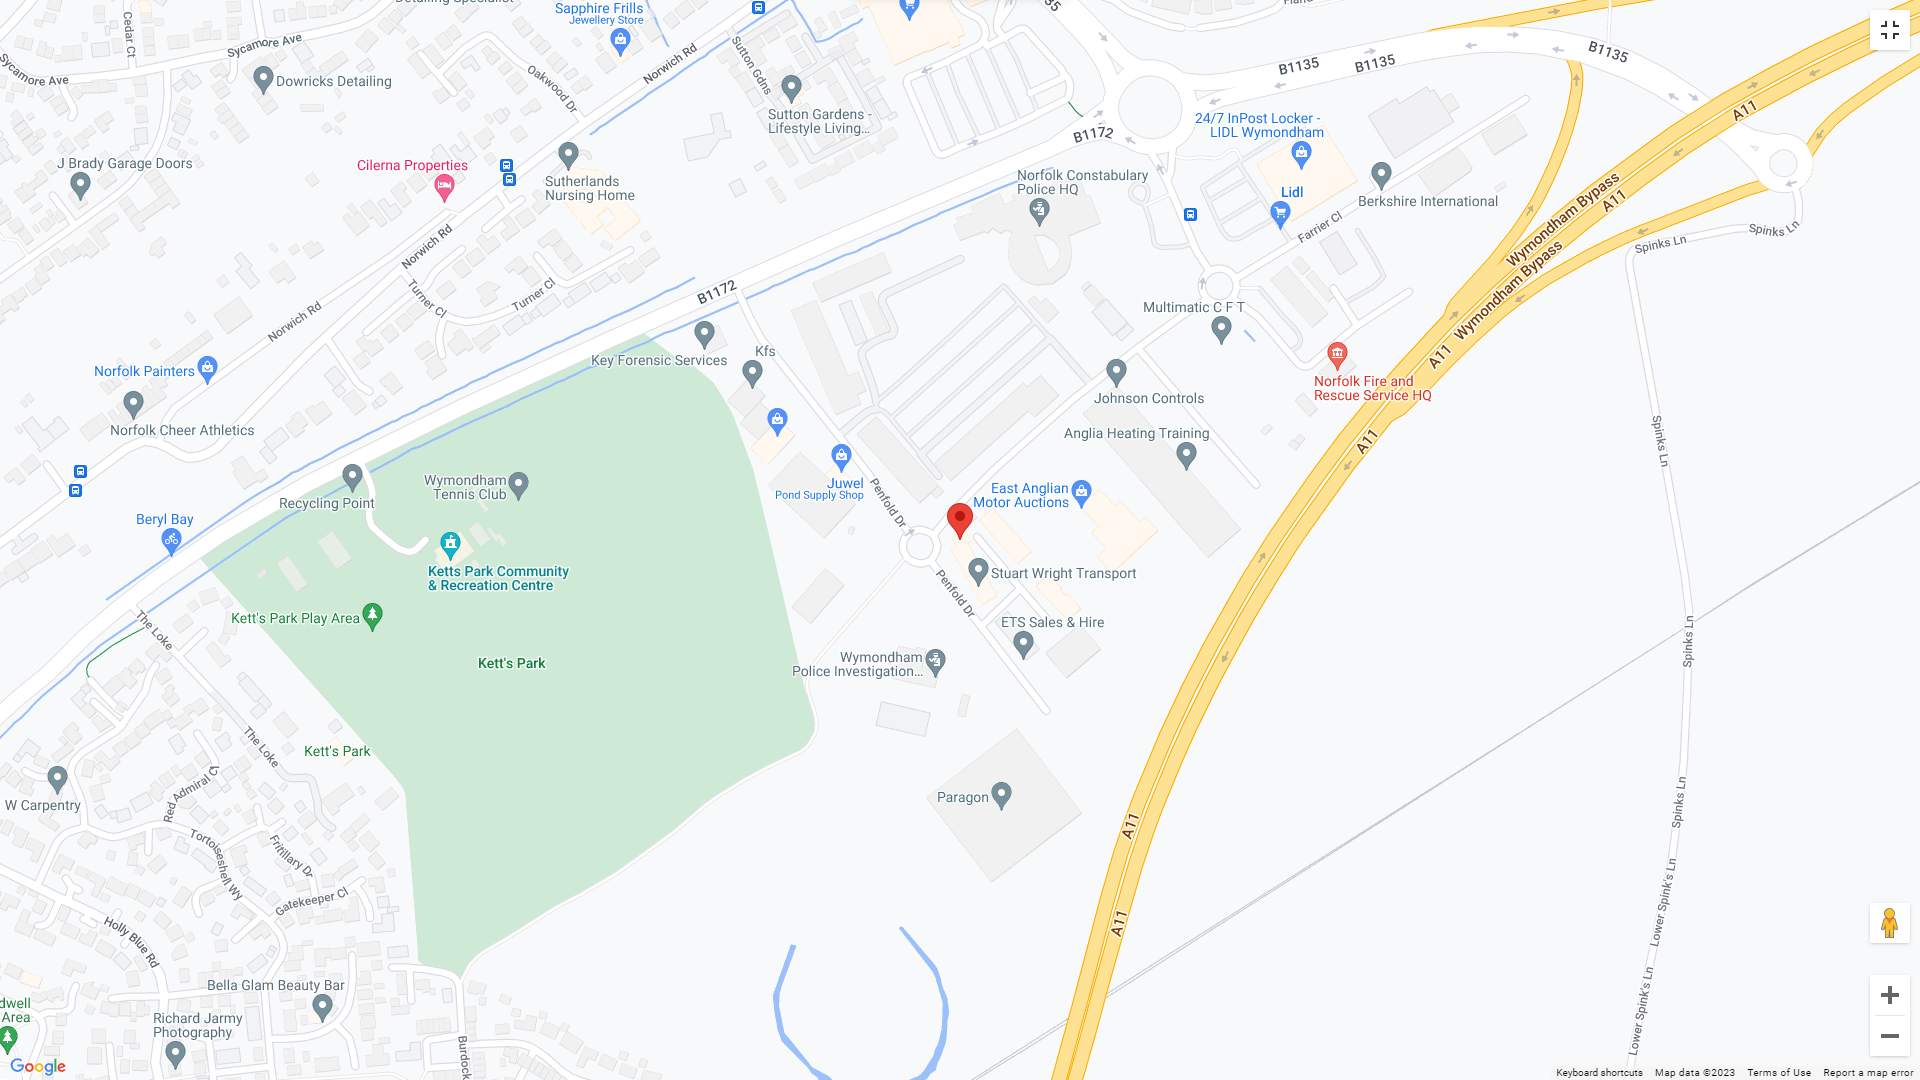 Detailing Specialist
Sapphire Frills
Jewellery Store
Cedar Ct
Sycamore Ave
Sycamore Ave
Dowricks Detailing
Oakwood Dr
Norwich Rd
Sutton Gdns
Sutton Gardens -
Lifestyle Living...
B1135
B1135
B1135
B1172
A11
24/7 InPost Locker -
LIDL Wymondham
Lidl
Berkshire International
Farrier Cl
J Brady Garage Doors
Cilerna Properties
Sutherlands
Nursing Home
Norfolk Constabulary
Police HQ
Wymondham Bypass
A11
Wymondham Bypass
Spinks Ln
Spinks Ln
Norwich Rd
Turner Cl
Turner Cl
B1172
Norwich Rd
Multimatic C F T
Key Forensic Services
Kfs
A11
Norfolk Painters
Norfolk Fire and
Rescue Service HQ
Johnson Controls
Norfolk Cheer Athletics
Anglia Heating Training
A11
Spinks Ln
Wymondham
Tennis Club
Recycling Point
Juwel
Pond Supply Shop
Penfold Dr
East Anglian
Motor Auctions
Beryl Bay
Ketts Park Community
& Recreation Centre
Stuart Wright Transport
Penfold Dr
Kett's Park Play Area
The Loke
ETS Sales & Hire
Spinks Ln
Kett's Park
Wymondham
Police Investigation...
The Loke
Kett's Park
Red Admiral Cl
W Carpentry
Paragon
A11
Spinks Ln
Tortoiseshell Wy
Fritillary Dr
Gatekeeper Cl
Holly Blue Rd
A11
Lower Spink's Ln
Bella Glam Beauty Bar
dwell
Area
Richard Jarmy
Photography
Burdock
Lower Spink's Ln
Google
Keyboard shortcuts
Map data ©2023
Terms of Use
Report a map error